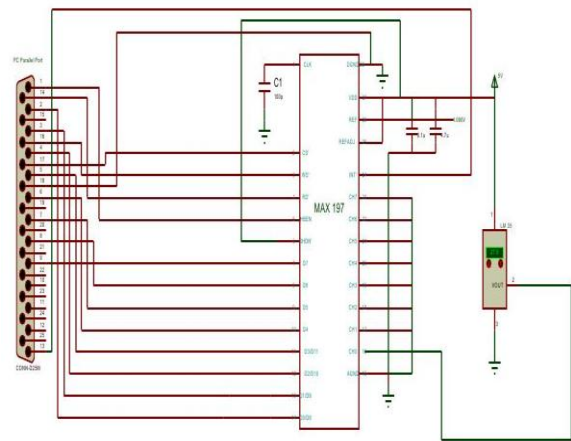 PC Parallel Port
1
14
2
15
3
16
4
17
5
18
6
19
7
20
8
21
9
22
10
23
11
24
12
25
13
C1
100p
CLK
CS
WD
RD
HBEN
SHDN
D7
D6
D5
D4
D3/D11
D2/D10
D1/D9
D0/D8
MAX 197
DGND
VDD
REF
REFADJ
INT
CH7
CH6
CH5
CH4
CH3
CH2
CH1
CH0
AGND
5V
LM 35
1
VOUT
2
3